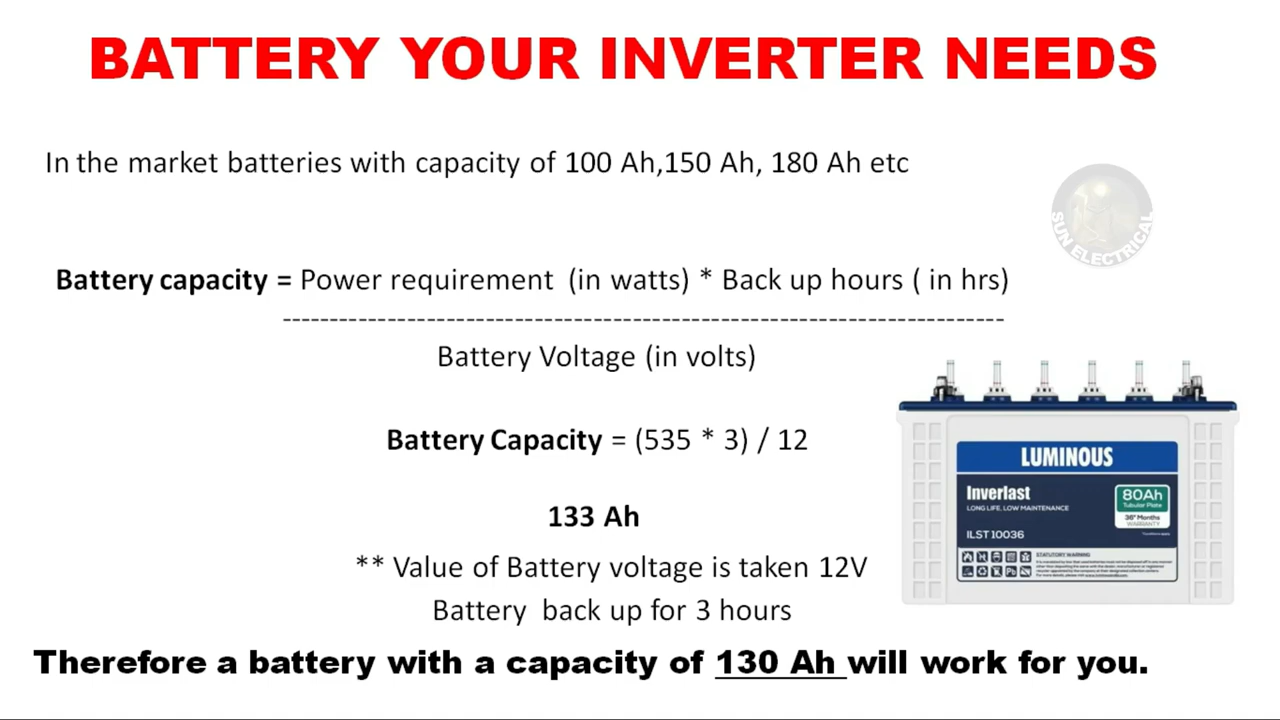 BATTERY YOUR INVERTER NEEDS
In the market batteries with capacity of 100 Ah,150 Ah, 180 Ah etc
SUN ELECTRICAL
Battery capacity = Power requirement (in watts) * Back up hours ( in hrs)
--------------------------------------------------------------------------
Battery Voltage (in volts)
Battery Capacity = (535 * 3) / 12
LUMINOUS
Inverlast
LONG LIFE, LOW MAINTENANCE
80Ah
Tubular Plate
36* Months
WARRANTY
ILST 10036
STATUTORY WARNING
133 Ah
** Value of Battery voltage is taken 12V
Battery back up for 3 hours
Therefore a battery with a capacity of 130 Ah will work for you.